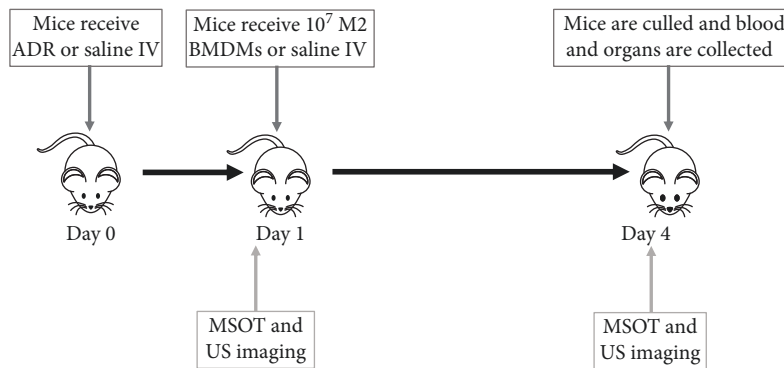 Mice receive
ADR or saline IV
Mice receive 10⁷ M2
BMDMs or saline IV
Mice are culled and blood
and organs are collected
Day 0
Day 1
Day 4
MSOT and
US imaging
MSOT and
US imaging